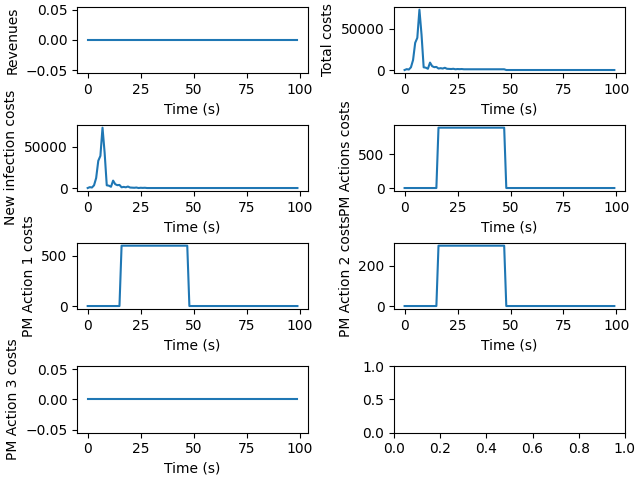 Revenues
0.05
0.00
−0.05
0 25 50 75 100
Time (s)
Total costs
50000
0
0 25 50 75 100
Time (s)
New infection costs
50000
0
0 25 50 75 100
Time (s)
PM Actions costs
500
0
0 25 50 75 100
Time (s)
PM Action 1 costs
500
0
0 25 50 75 100
Time (s)
PM Action 2 costs
200
0
0 25 50 75 100
Time (s)
PM Action 3 costs
0.05
0.00
−0.05
0 25 50 75 100
Time (s)
1.0
0.5
0.0
0.0 0.2 0.4 0.6 0.8 1.0